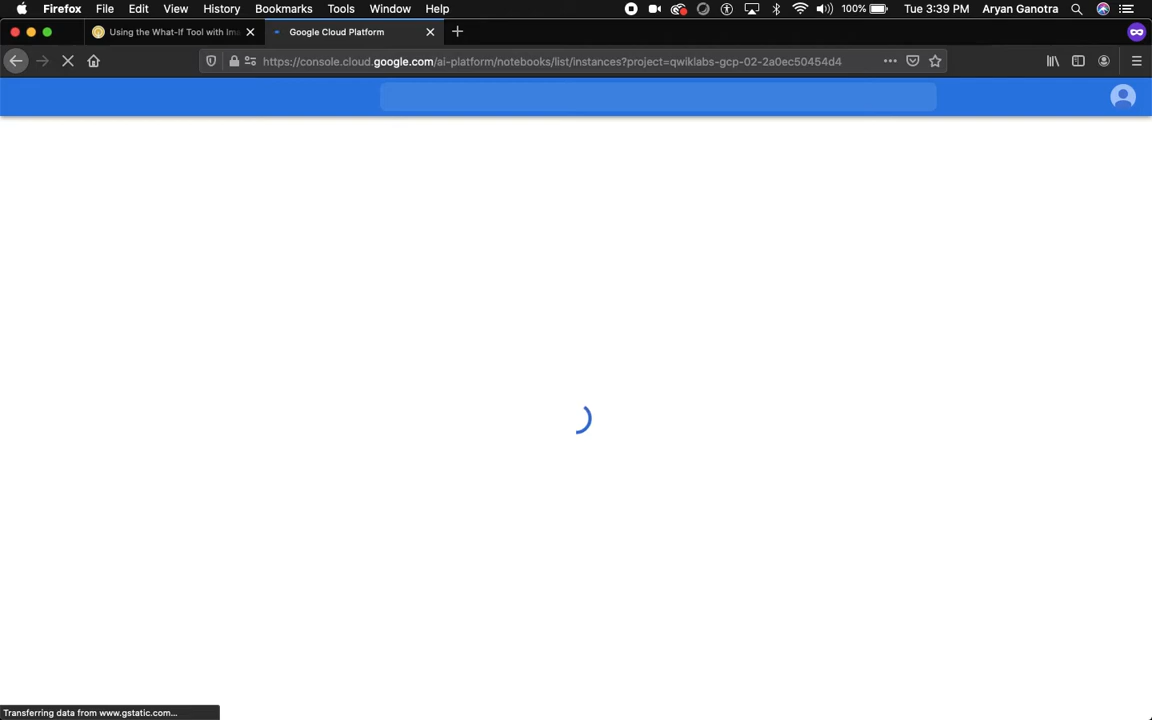 Firefox File Edit View History Bookmarks Tools Window Help 100% Tue 3:39 PM Aryan Ganotra
Using the What-If Tool with Ima Google Cloud Platform
https://console.cloud.google.com/ai-platform/notebooks/list/instances?project=qwiklabs-gcp-02-2a0ec50454d4
Transferring data from www.gstatic.com...